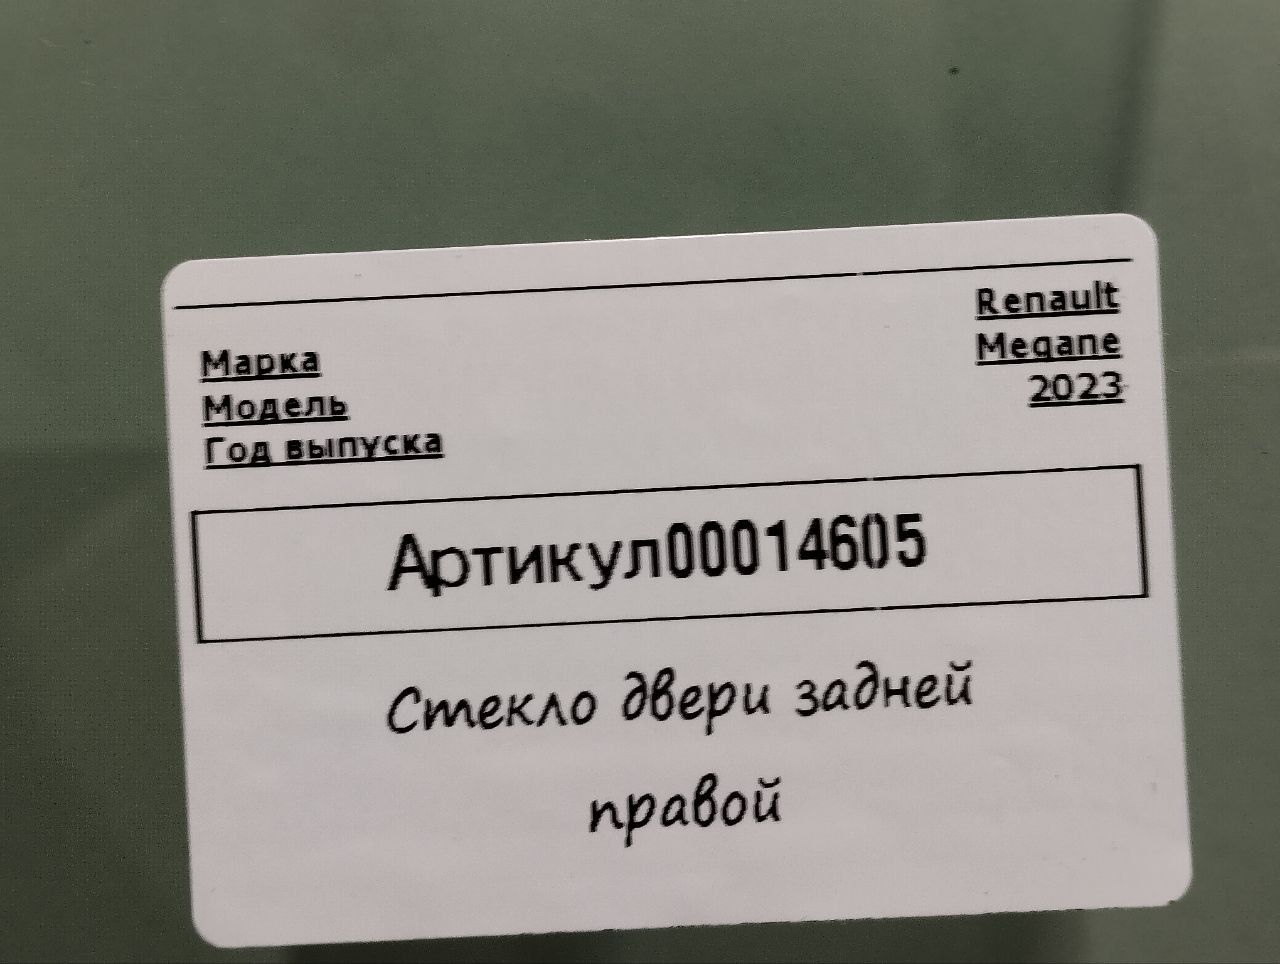 Марка Renault
Модель Megane
Год выпуска 2023
Артикул00014605
Стекло двери задней
правой